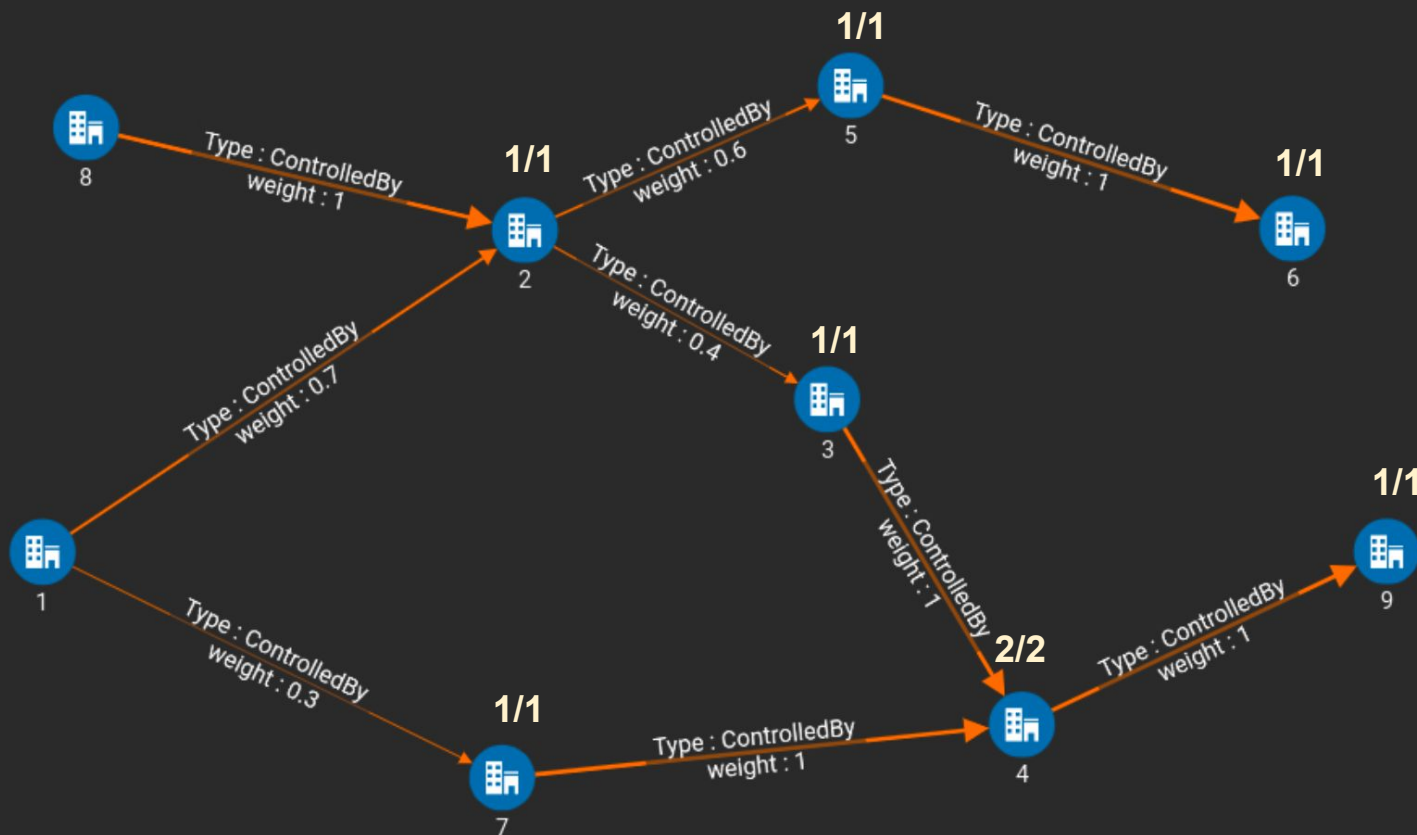 1/1
5
Type : ControlledBy
weight : 0.6
Type : ControlledBy
weight : 1
8
Type : ControlledBy
weight : 1
1/1
2
1/1
6
Type : ControlledBy
weight : 0.4
1/1
3
Type : ControlledBy
weight : 0.7
1
Type : ControlledBy
weight : 1
1/1
9
Type : ControlledBy
weight : 0.3
2/2
4
Type : ControlledBy
weight : 1
1/1
7
Type : ControlledBy
weight : 1